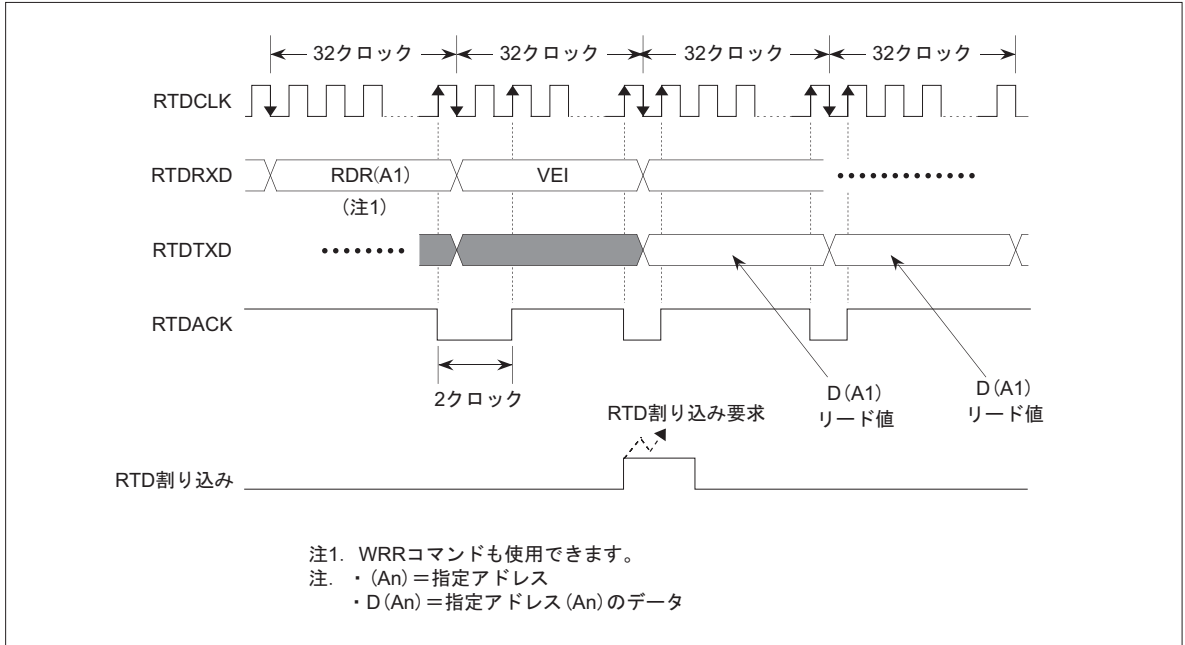 32クロック 32クロック 32クロック 32クロック
RTDCLK
RTDRXD RDR(A1) VEI
(注1)
RTDTXD
RTDACK
2クロック
D(A1)
リード値
D(A1)
リード値
RTD割り込み要求
RTD割り込み
注1. WRRコマンドも使用できます。
注. ・(An)=指定アドレス
・D(An)=指定アドレス(An)のデータ